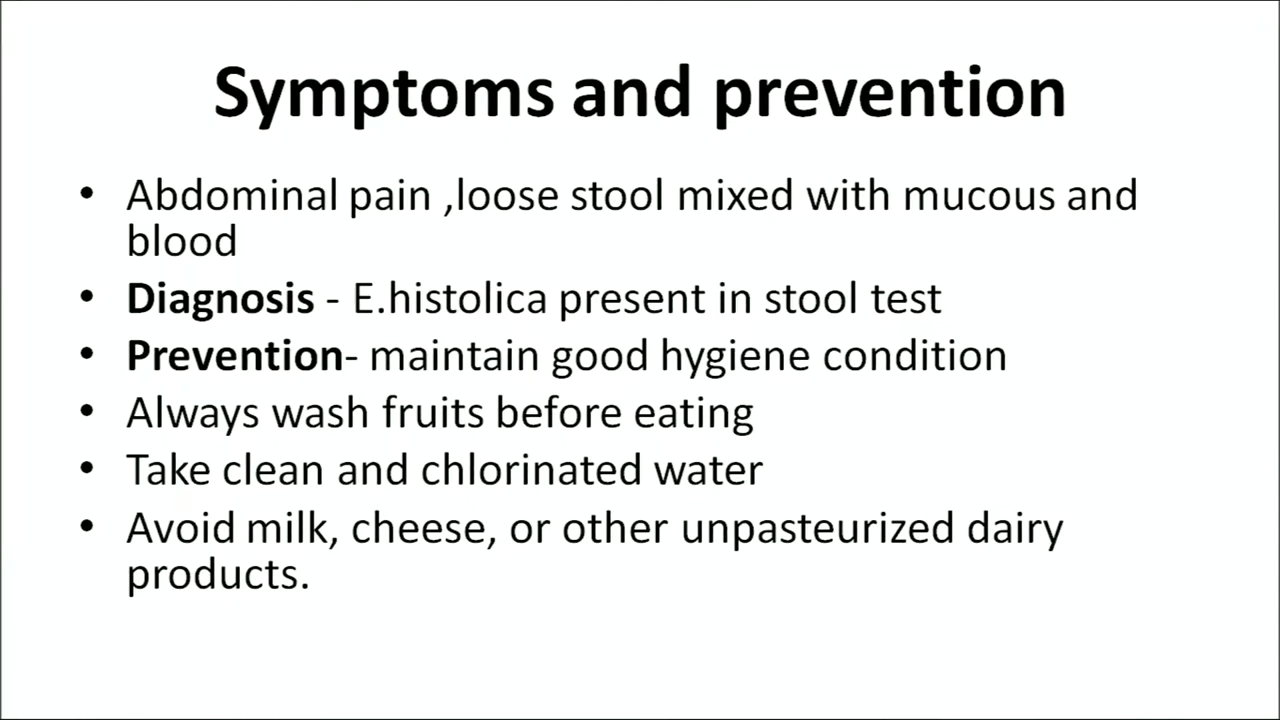 Symptoms and prevention
• Abdominal pain ,loose stool mixed with mucous and
blood
• Diagnosis - E.histolica present in stool test
• Prevention- maintain good hygiene condition
• Always wash fruits before eating
• Take clean and chlorinated water
• Avoid milk, cheese, or other unpasteurized dairy
products.